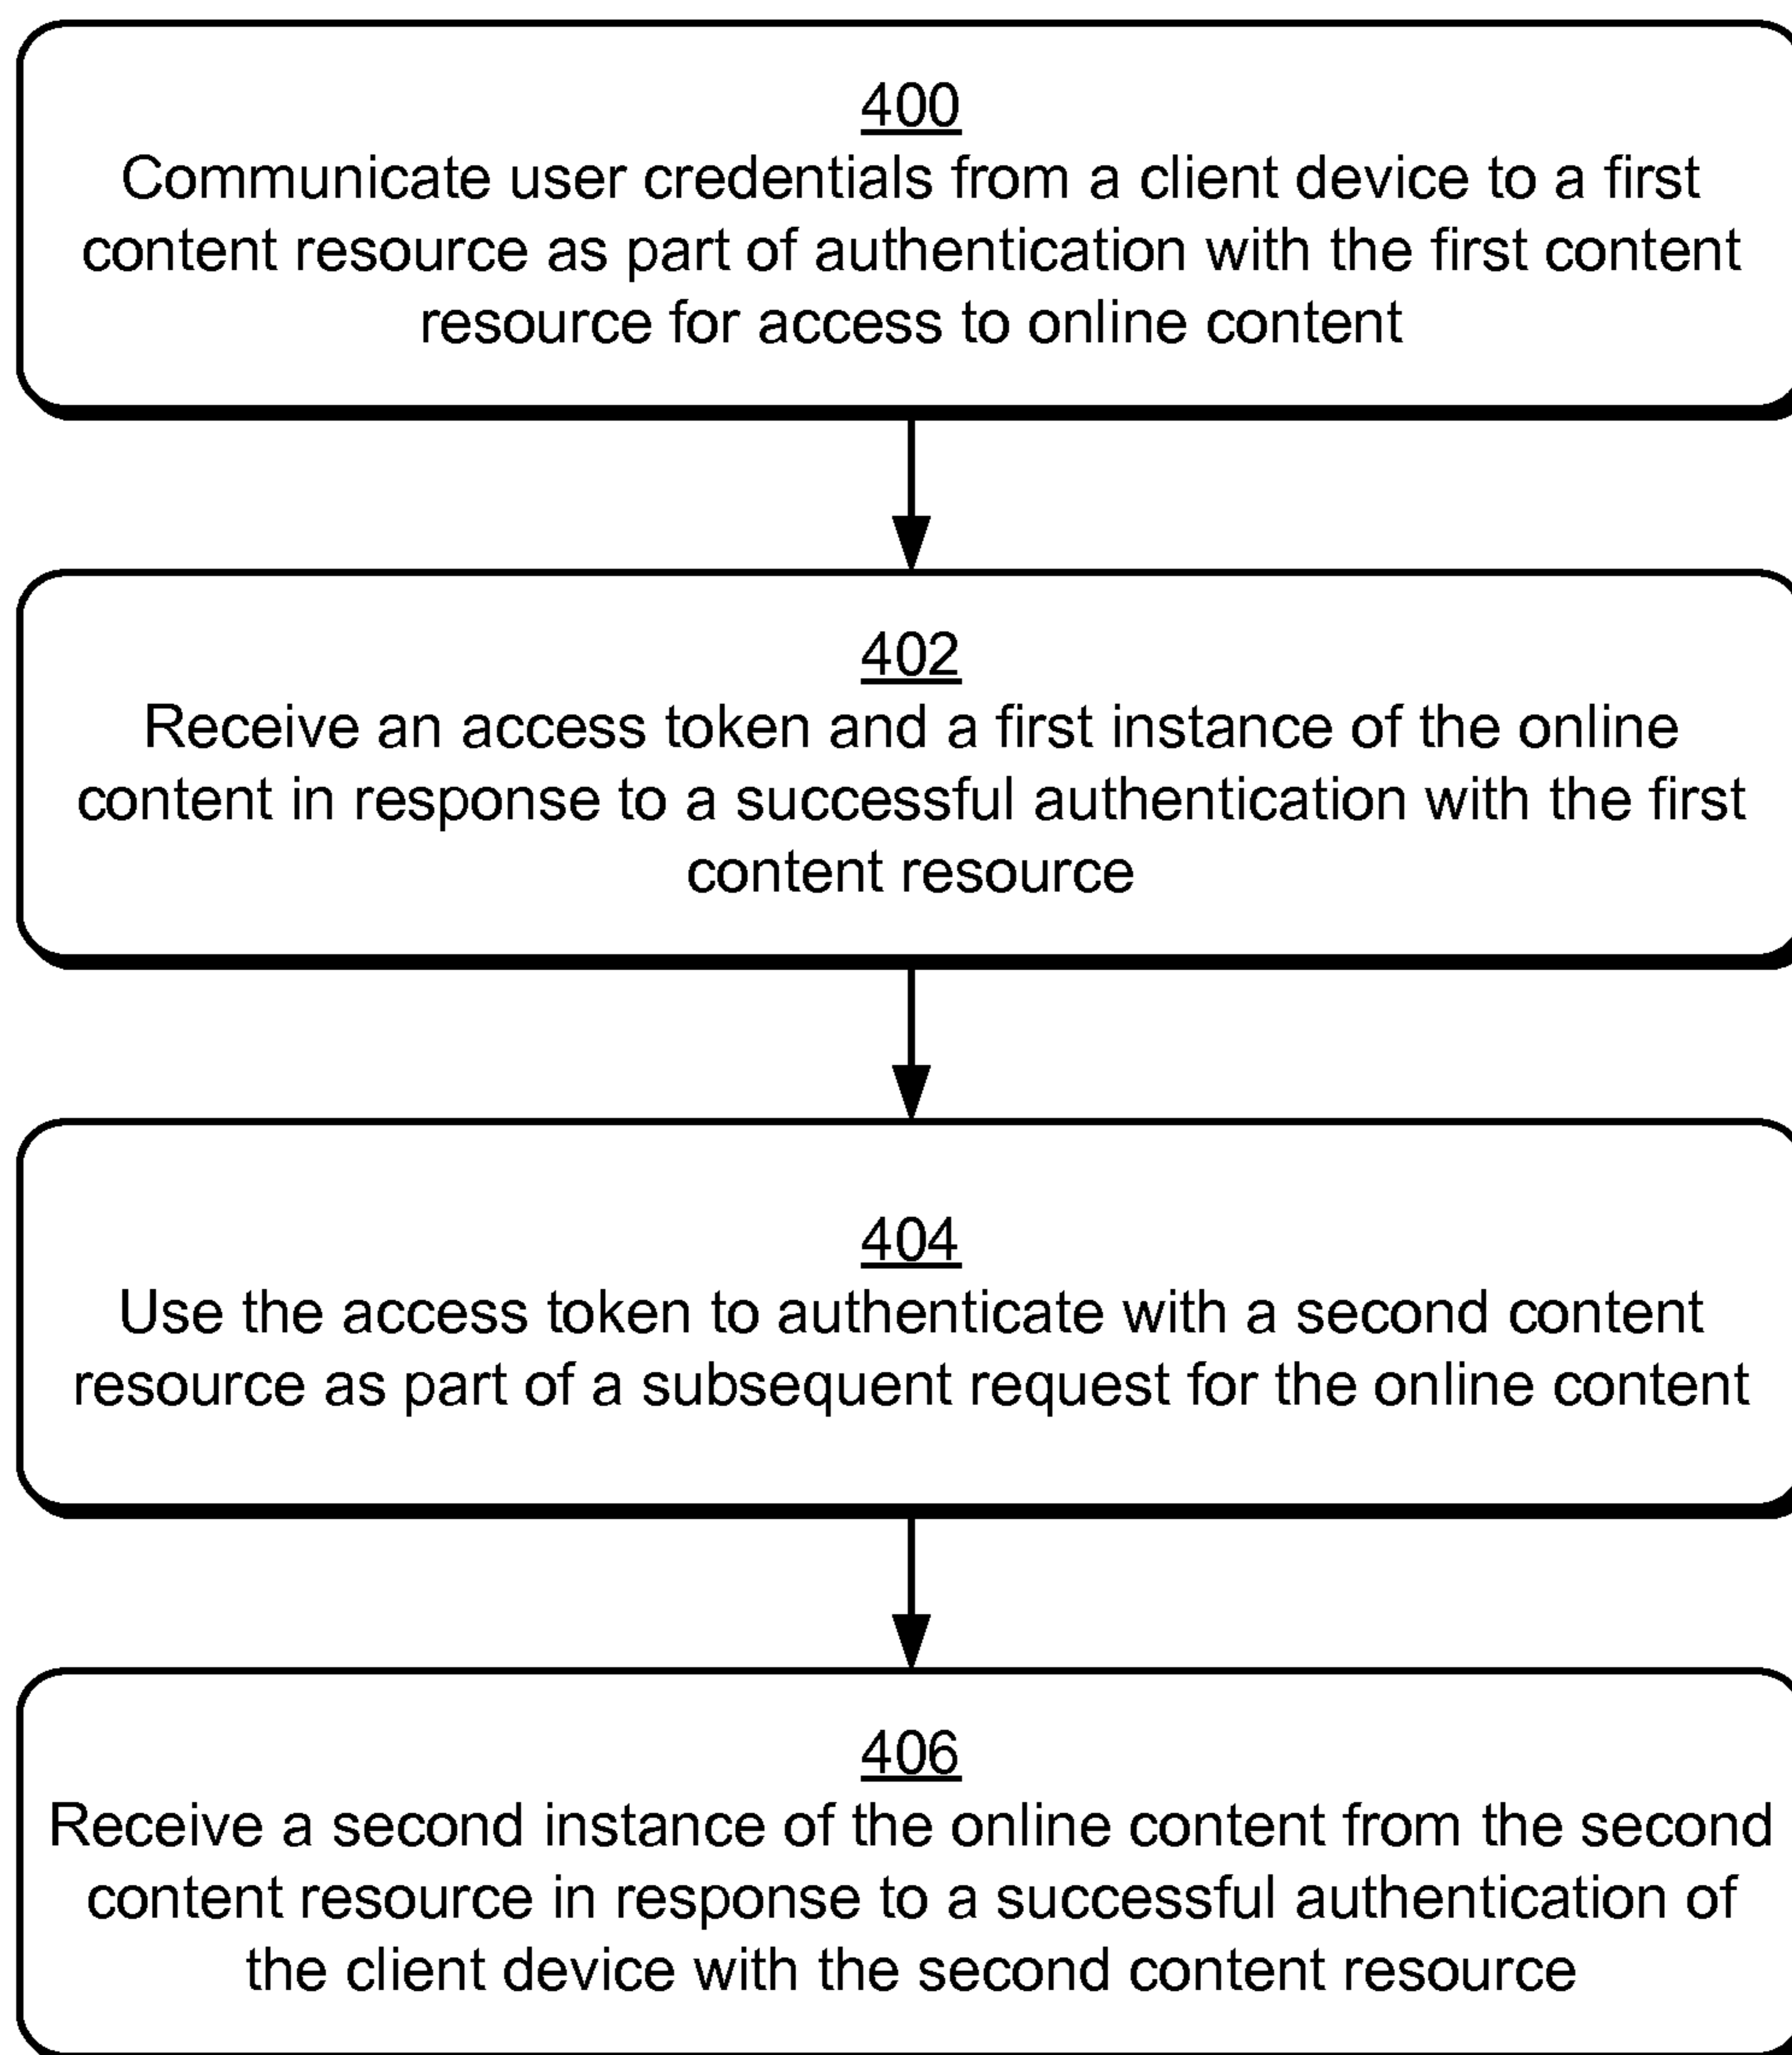 400
Communicate user credentials from a client device to a first
content resource as part of authentication with the first content
resource for access to online content
402
Receive an access token and a first instance of the online
content in response to a successful authentication with the first
content resource
404
Use the access token to authenticate with a second content
resource as part of a subsequent request for the online content
406
Receive a second instance of the online content from the second
content resource in response to a successful authentication of
the client device with the second content resource